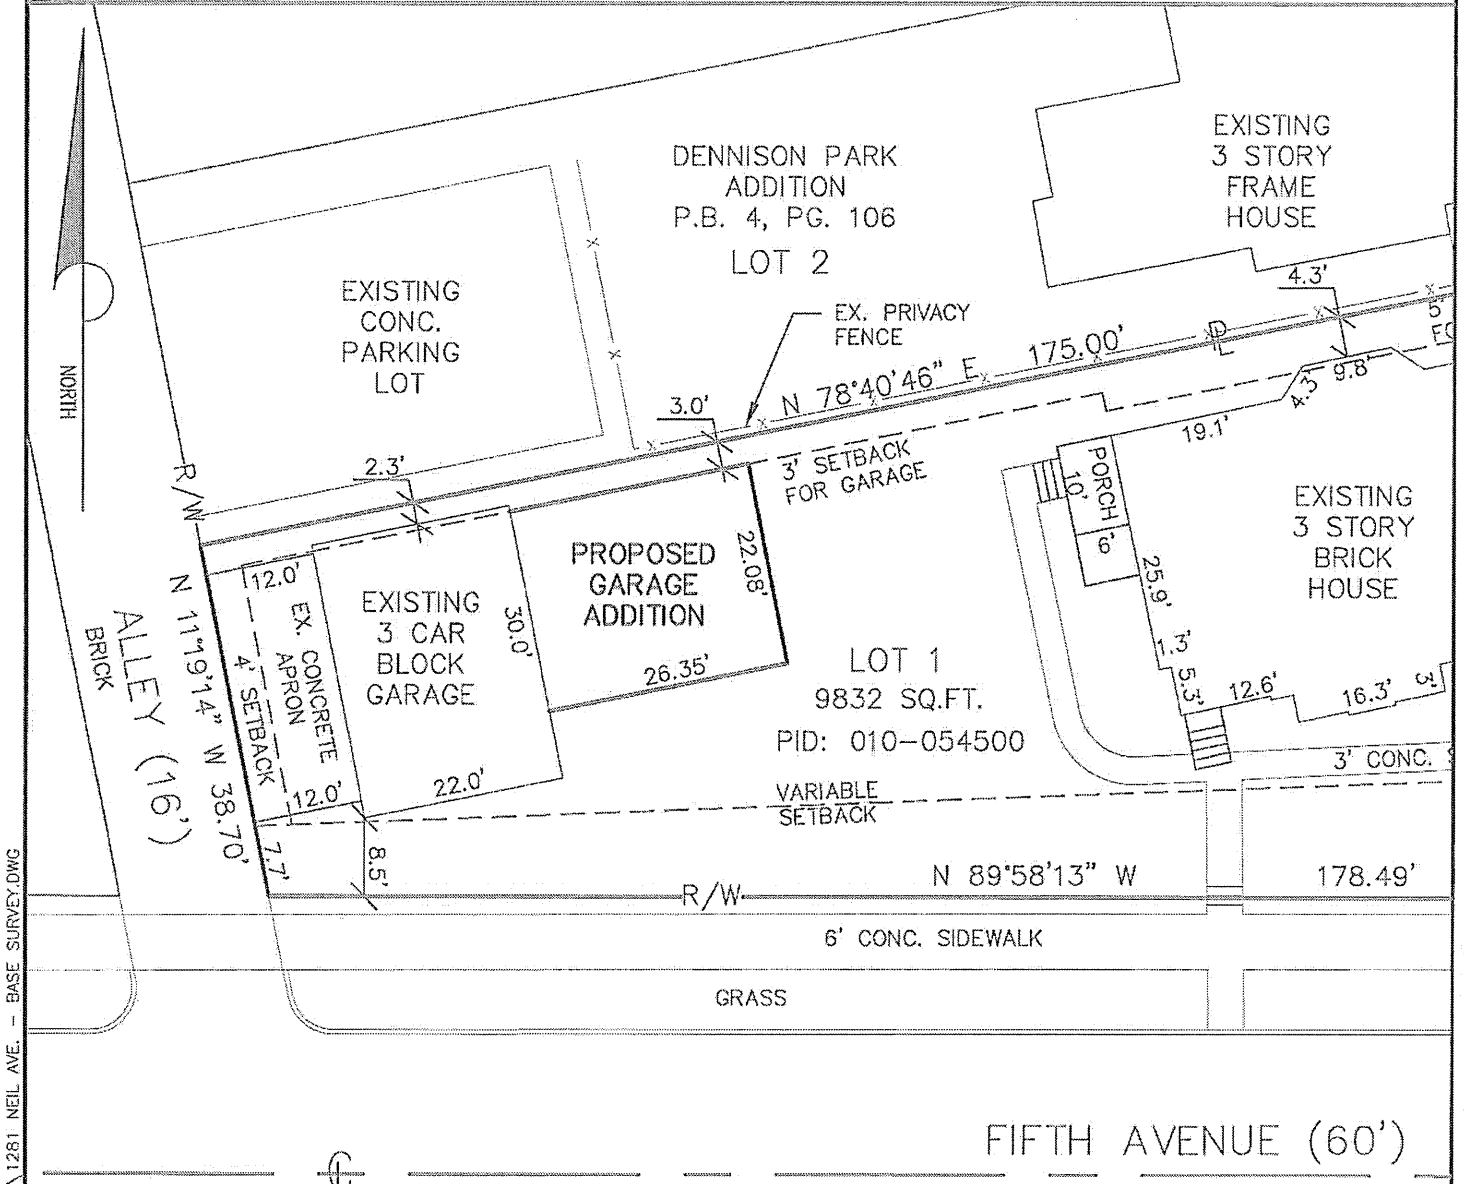 NORTH
DENNISON PARK
ADDITION
P.B. 4, PG. 106
LOT 2
EXISTING
3 STORY
FRAME
HOUSE
EXISTING
CONC.
PARKING
LOT
EX. PRIVACY
FENCE
4.3'
5'
N 78°40'46" E
175.00'
PL
3.0'
2.3'
R/W
3' SETBACK
FOR GARAGE
19.1'
4.3'
9.8'
PORCH
10'
6'
EXISTING
3 STORY
BRICK
HOUSE
25.9'
1.3'
5.3'
12.6'
16.3'
3'
PROPOSED
GARAGE
ADDITION
22.08'
26.35'
EXISTING
3 CAR
BLOCK
GARAGE
30.0'
22.0'
12.0'
EX. CONCRETE
APRON
12.0'
4' SETBACK
N 11°19'14" W 38.70'
ALLEY (16')
BRICK
7.7'
8.5'
LOT 1
9832 SQ.FT.
PID: 010-054500
VARIABLE
SETBACK
3' CONC.
N 89°58'13" W
178.49'
R/W
6' CONC. SIDEWALK
GRASS
FIFTH AVENUE (60')
CL
1281 NEIL AVE. - BASE SURVEY.DWG